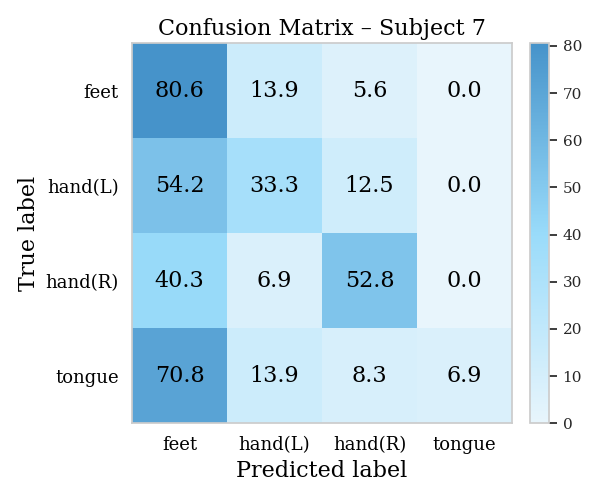 Confusion Matrix – Subject 7
True label
feet 80.6 13.9 5.6 0.0
hand(L) 54.2 33.3 12.5 0.0
hand(R) 40.3 6.9 52.8 0.0
tongue 70.8 13.9 8.3 6.9
feet hand(L) hand(R) tongue
Predicted label
80
70
60
50
40
30
20
10
0